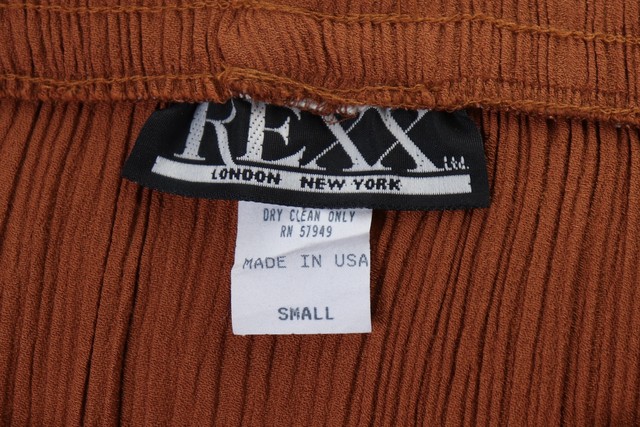 REXX Ltd.
LONDON NEW YORK
DRY CLEAN ONLY
RN 57949
MADE IN USA
SMALL